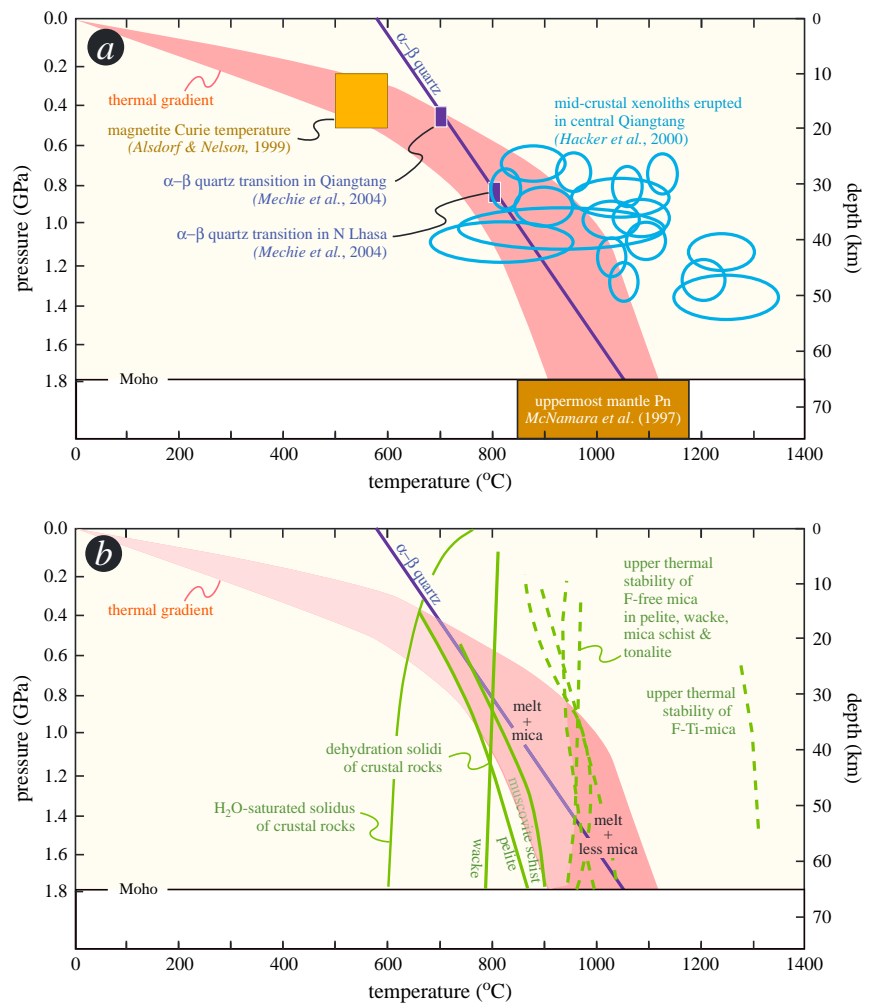 a
0.0
0.2
0.4
0.6
0.8
1.0
1.2
1.4
1.6
1.8
pressure (GPa)
0
10
20
30
40
50
60
70
depth (km)
α–β quartz
thermal gradient
magnetite Curie temperature
(Alsdorf & Nelson, 1999)
α–β quartz transition in Qiangtang
(Mechie et al., 2004)
α–β quartz transition in N Lhasa
(Mechie et al., 2004)
mid-crustal xenoliths erupted
in central Qiangtang
(Hacker et al., 2000)
Moho
uppermost mantle Pn
McNamara et al. (1997)
0 200 400 600 800 1000 1200 1400
temperature (°C)
b
0.0
0.2
0.4
0.6
0.8
1.0
1.2
1.4
1.6
1.8
pressure (GPa)
0
10
20
30
40
50
60
70
depth (km)
α–β quartz
thermal gradient
upper thermal
stability of
F-free mica
in pelite, wacke,
mica schist &
tonalite
upper thermal
stability of
F-Ti-mica
melt
+
mica
dehydration solidi
of crustal rocks
H₂O-saturated solidus
of crustal rocks
wacke
pelite
muscovite schist
melt
+
less mica
Moho
0 200 400 600 800 1000 1200 1400
temperature (°C)